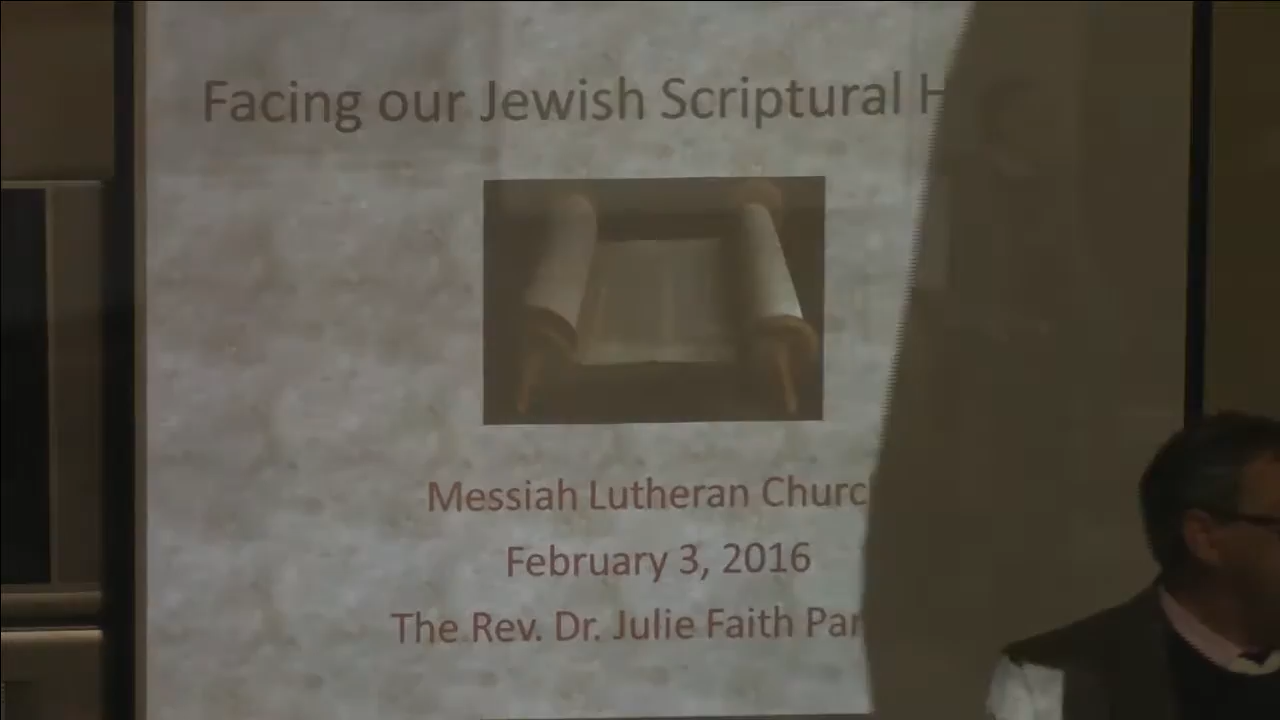 Facing our Jewish Scriptural H
Messiah Lutheran Churc
February 3, 2016
The Rev. Dr. Julie Faith Par